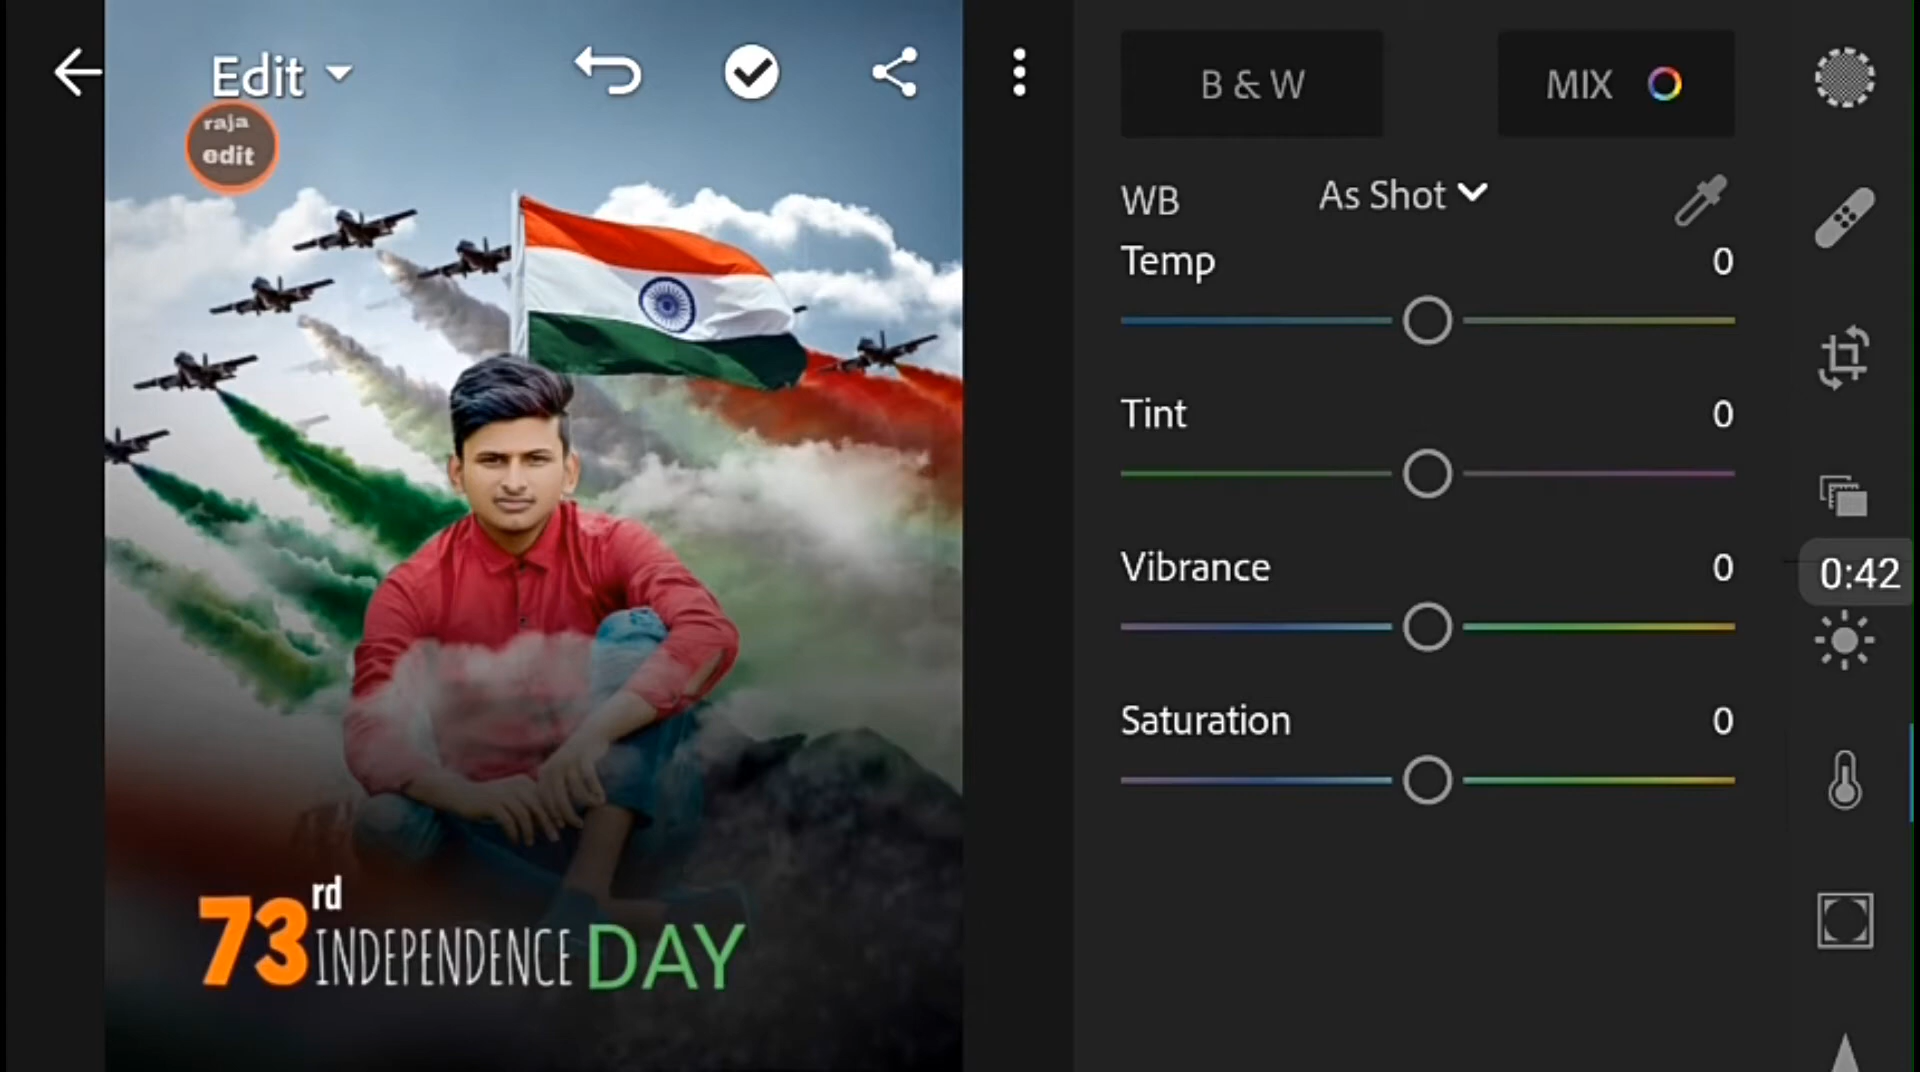 Edit
raja
edit
73rd
INDEPENDENCE DAY
B & W
MIX
WB
As Shot
Temp
0
Tint
0
Vibrance
0
0:42
Saturation
0